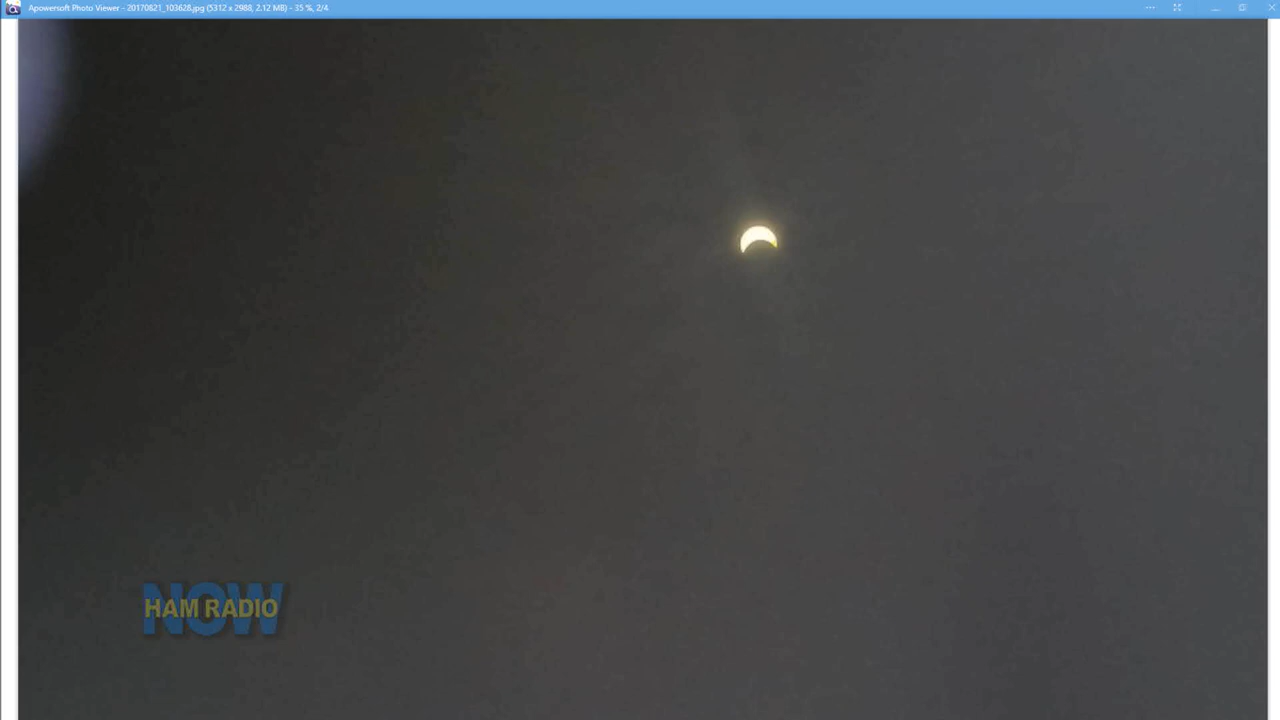 Apowersoft Photo Viewer - 20170821_103628.jpg (5312 x 2988, 2.12 MB) - 35 %, 2/4
NOW
HAM RADIO